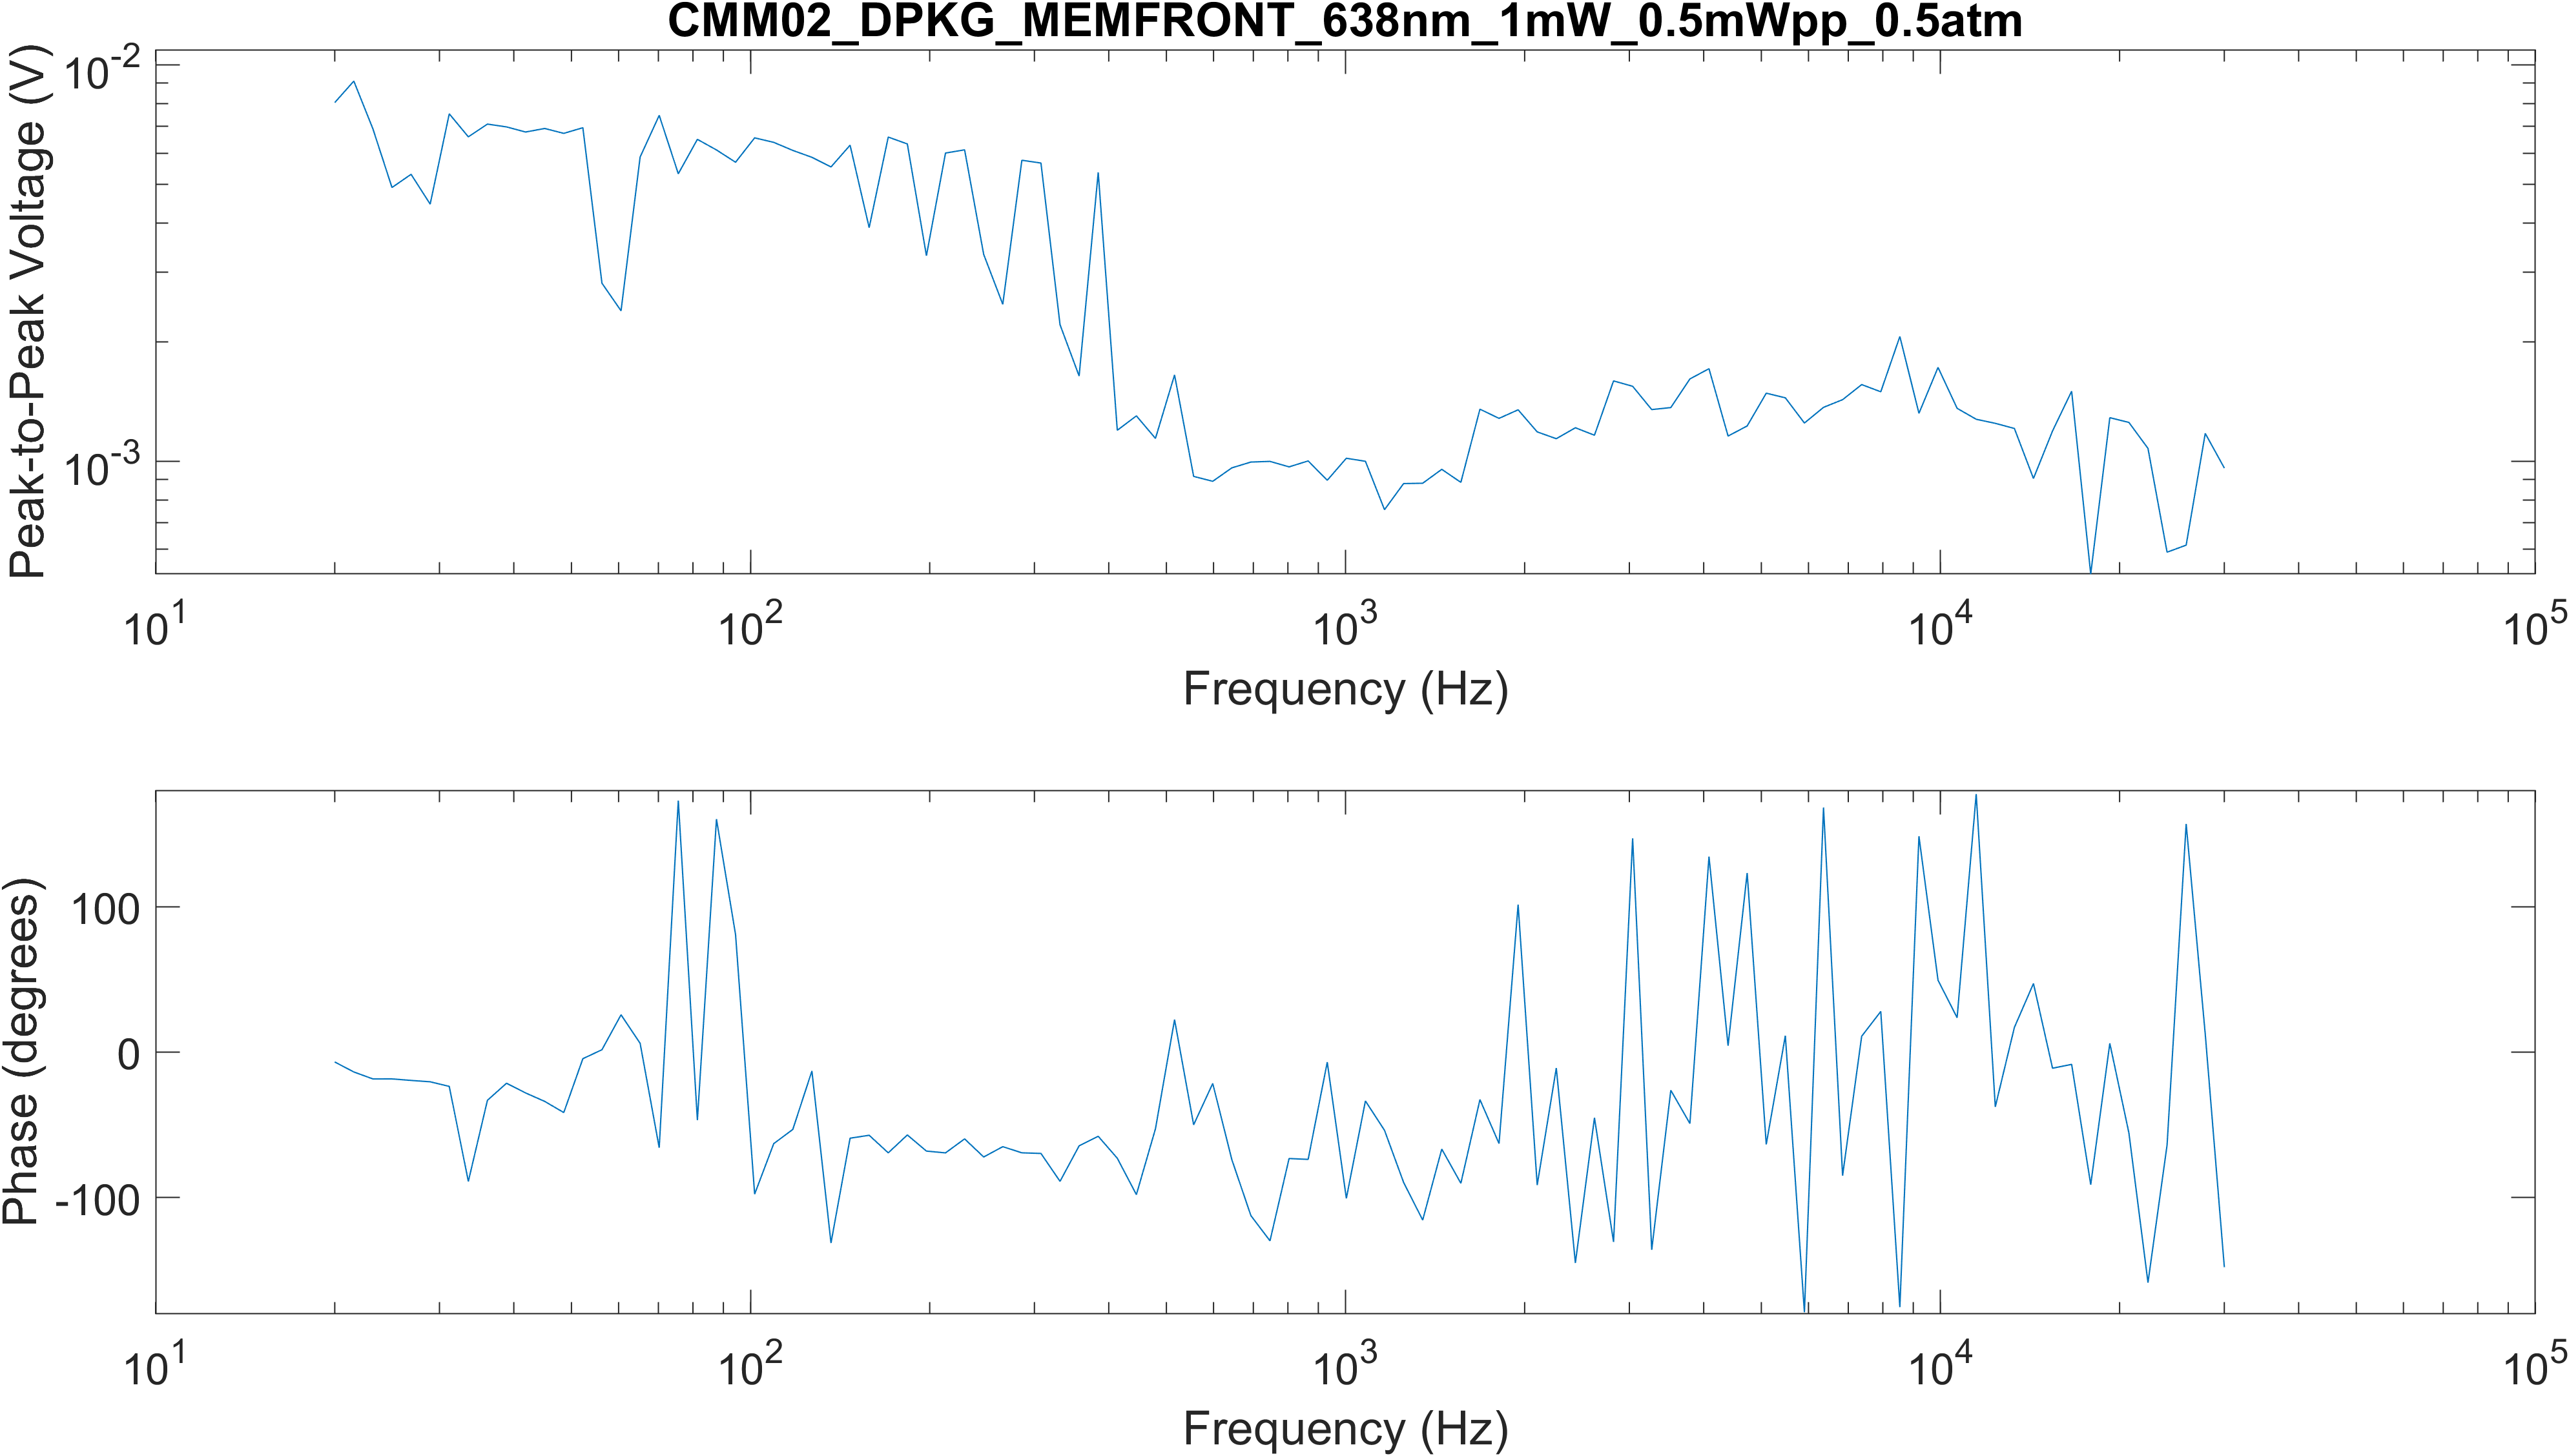 CMM02_DPKG_MEMFRONT_638nm_1mW_0.5mWpp_0.5atm
Peak-to-Peak Voltage (V)
10^-2
10^-3
10^1 10^2 10^3 10^4 10^5
Frequency (Hz)
Phase (degrees)
100
0
-100
10^1 10^2 10^3 10^4 10^5
Frequency (Hz)